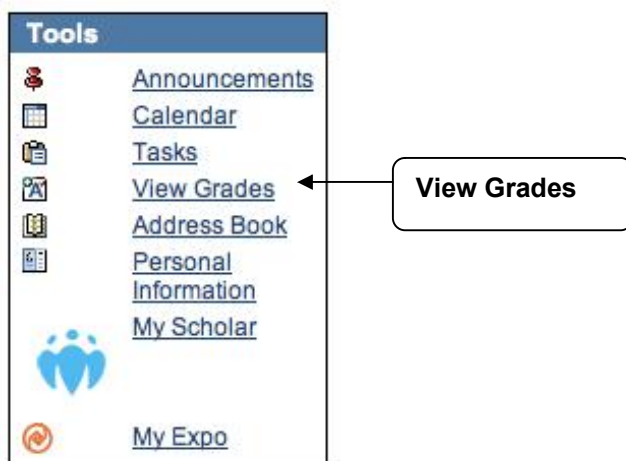 Tools
Announcements
Calendar
Tasks
View Grades
View Grades
Address Book
Personal
Information
My Scholar
My Expo